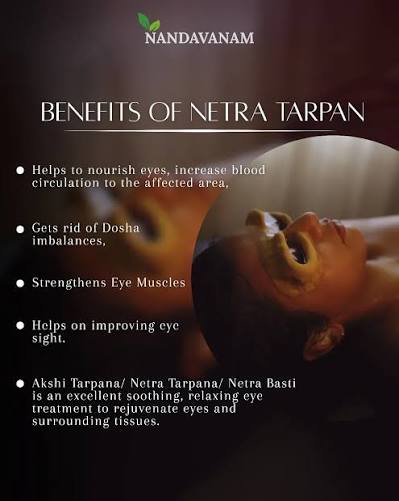 NANDAVANAM
BENEFITS OF NETRA TARPAN
Helps to nourish eyes, increase blood
circulation to the affected area,
Gets rid of Dosha
imbalances,
Strengthens Eye Muscles
Helps on improving eye
sight.
Akshi Tarpana/ Netra Tarpana/ Netra Basti
is an excellent soothing, relaxing eye
treatment to rejuvenate eyes and
surrounding tissues.